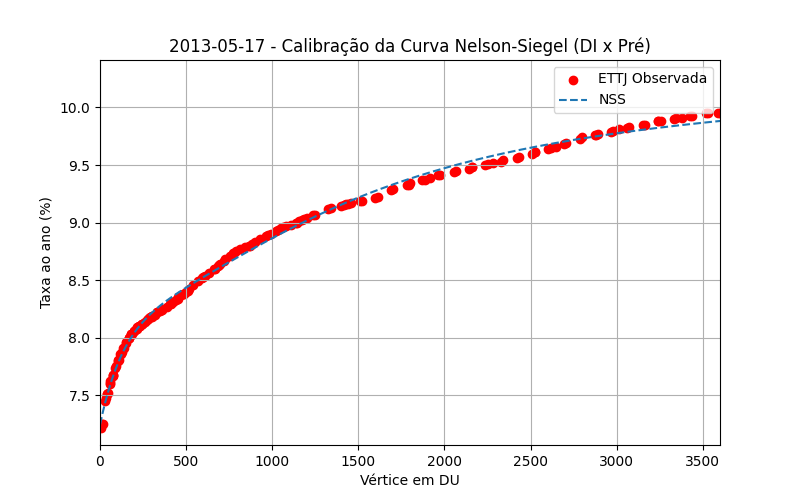 2013-05-17 - Calibração da Curva Nelson-Siegel (DI x Pré)
ETTJ Observada
NSS
Taxa ao ano (%)
10.0
9.5
9.0
8.5
8.0
7.5
0 500 1000 1500 2000 2500 3000 3500
Vértice em DU